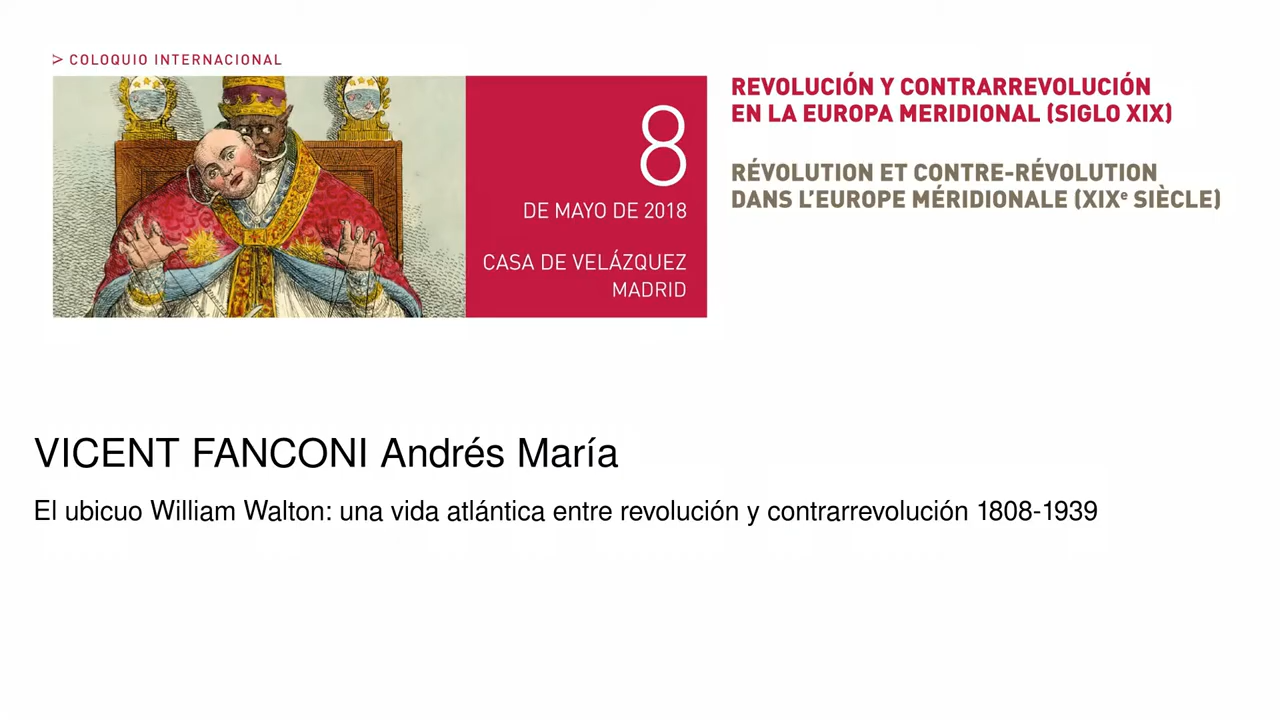 > COLOQUIO INTERNACIONAL
8
DE MAYO DE 2018
CASA DE VELÁZQUEZ
MADRID
REVOLUCIÓN Y CONTRARREVOLUCIÓN
EN LA EUROPA MERIDIONAL (SIGLO XIX)
RÉVOLUTION ET CONTRE-RÉVOLUTION
DANS L'EUROPE MÉRIDIONALE (XIXe SIÈCLE)
VICENT FANCONI Andrés María
El ubicuo William Walton: una vida atlántica entre revolución y contrarrevolución 1808-1939